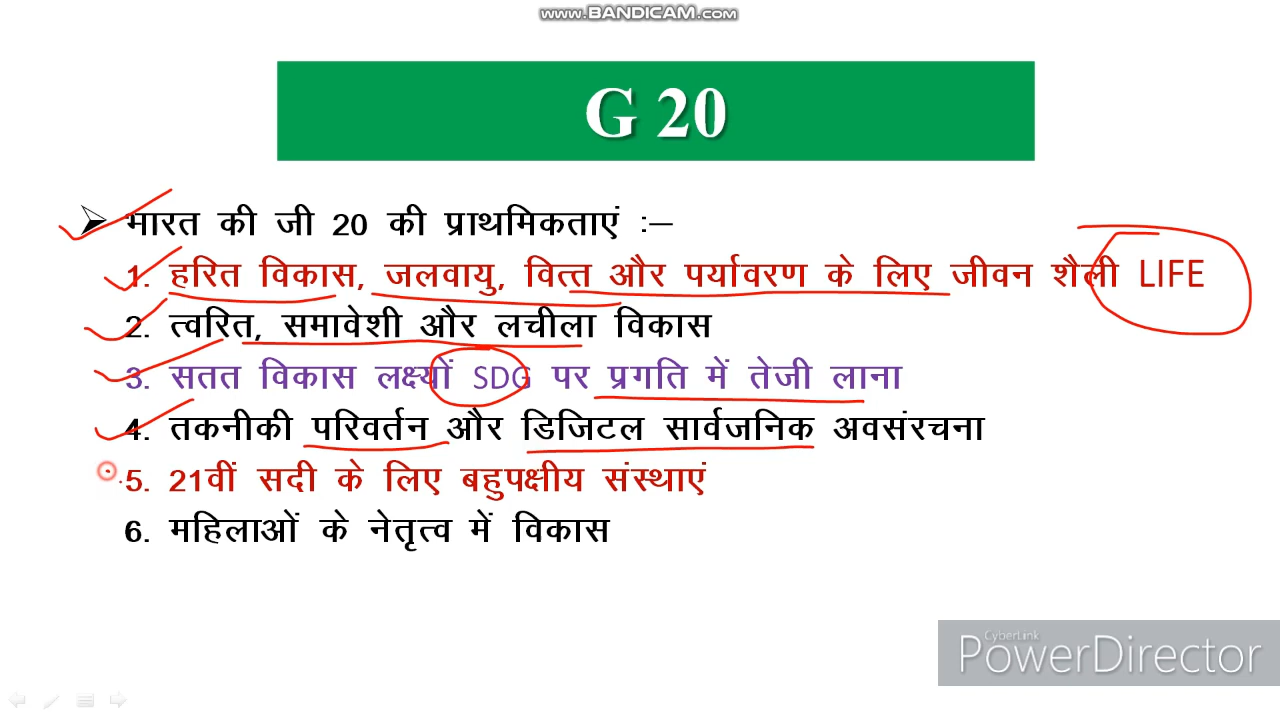 www.BANDICAM.com
G 20
भारत की जी 20 की प्राथमिकताएं :–
1. हरित विकास, जलवायु, वित्त और पर्यावरण के लिए जीवन शैली LIFE
2. त्वरित, समावेशी और लचीला विकास
3. सतत विकास लक्ष्यों SDG पर प्रगति में तेजी लाना
4. तकनीकी परिवर्तन और डिजिटल सार्वजनिक अवसंरचना
5. 21वीं सदी के लिए बहुपक्षीय संस्थाएं
6. महिलाओं के नेतृत्व में विकास
CyberLink
PowerDirector